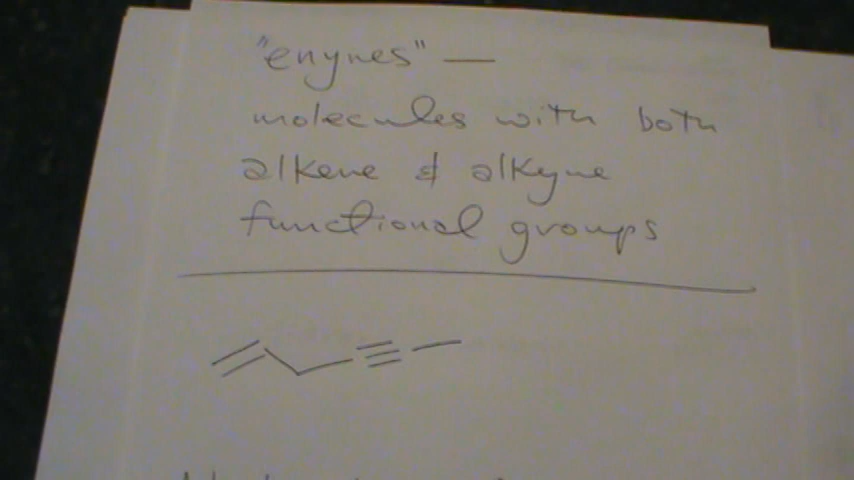 "enynes" —
molecules with both
alkene & alkyne
functional groups